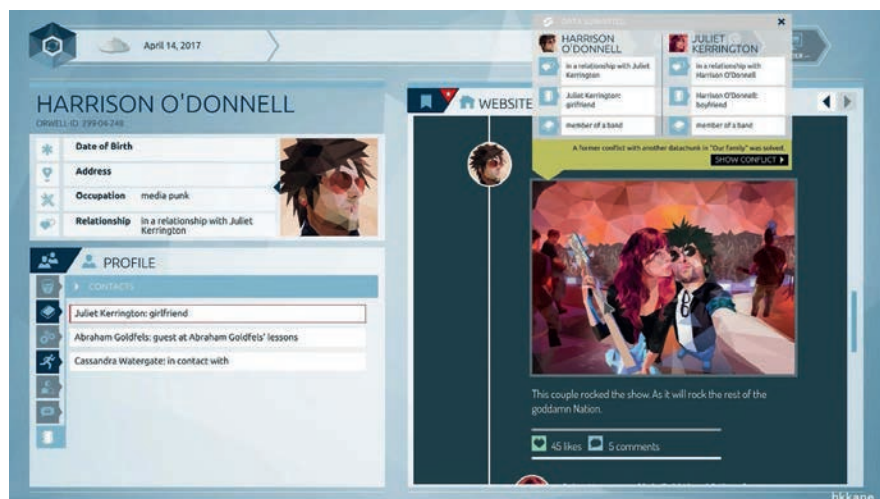 April 14, 2017
HARRISON O'DONNELL
ORWELL-ID: 299-04-248
Date of Birth
Address
Occupation media punk
Relationship in a relationship with Juliet
Kerrington
PROFILE
CONTACTS
Juliet Kerrington: girlfriend
Abraham Goldfels: guest at Abraham Goldfels' lessons
Cassandra Watergate: in contact with
HARRISON
O'DONNELL
in a relationship with Juliet
Kerrington
Juliet Kerrington:
girlfriend
member of a band
JULIET
KERRINGTON
in a relationship with
Harrison O'Donnell
Harrison O'Donnell:
boyfriend
member of a band
A former conflict with another datachunk in "Our family" was solved.
SHOW CONFLICT
WEBSITE
This couple rocked the show. As it will rock the rest of the
goddamn Nation.
45 likes 5 comments
bkkane